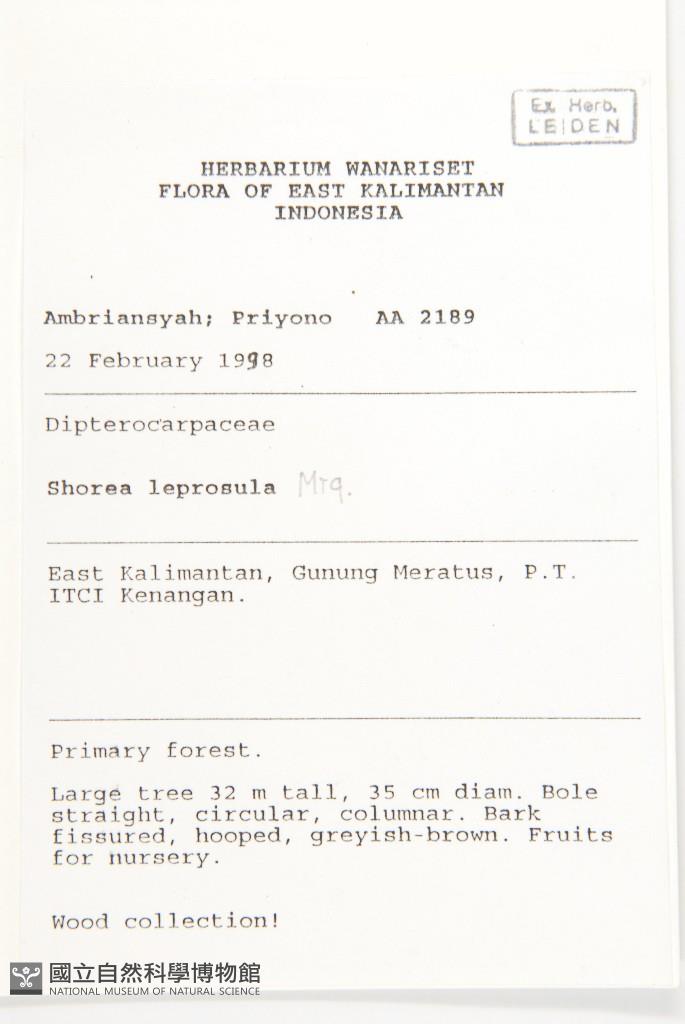 Ex Herb.
LEIDEN
HERBARIUM WANARISET
FLORA OF EAST KALIMANTAN
INDONESIA
Ambriansyah; Priyono AA 2189
22 February 1998
Dipterocarpaceae
Shorea leprosula Miq.
East Kalimantan, Gunung Meratus, P.T.
ITCI Kenangan.
Primary forest.
Large tree 32 m tall, 35 cm diam. Bole
straight, circular, columnar. Bark
fissured, hooped, greyish-brown. Fruits
for nursery.
Wood collection!
國立自然科學博物館
NATIONAL MUSEUM OF NATURAL SCIENCE